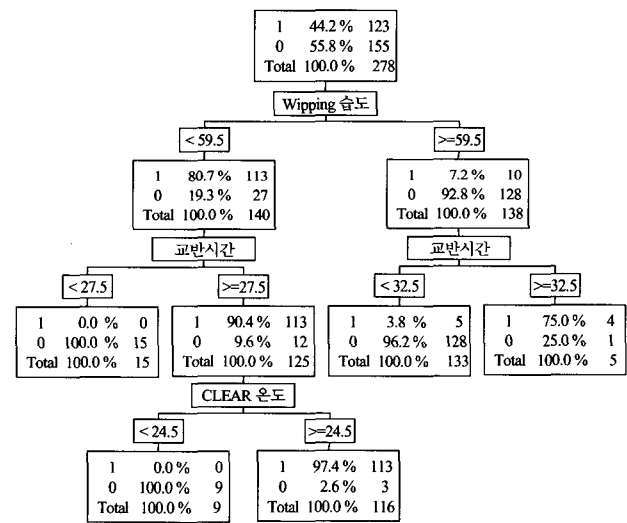 1 44.2 % 123
0 55.8 % 155
Total 100.0 % 278
Wipping 습도
< 59.5 >=59.5
1 80.7 % 113 1 7.2 % 10
0 19.3 % 27 0 92.8 % 128
Total 100.0 % 140 Total 100.0 % 138
교반시간 교반시간
< 27.5 >=27.5 < 32.5 >=32.5
1 0.0 % 0 1 90.4 % 113 1 3.8 % 5 1 75.0 % 4
0 100.0 % 15 0 9.6 % 12 0 96.2 % 128 0 25.0 % 1
Total 100.0 % 15 Total 100.0 % 125 Total 100.0 % 133 Total 100.0 % 5
CLEAR 온도
< 24.5 >=24.5
1 0.0 % 0 1 97.4 % 113
0 100.0 % 9 0 2.6 % 3
Total 100.0 % 9 Total 100.0 % 116